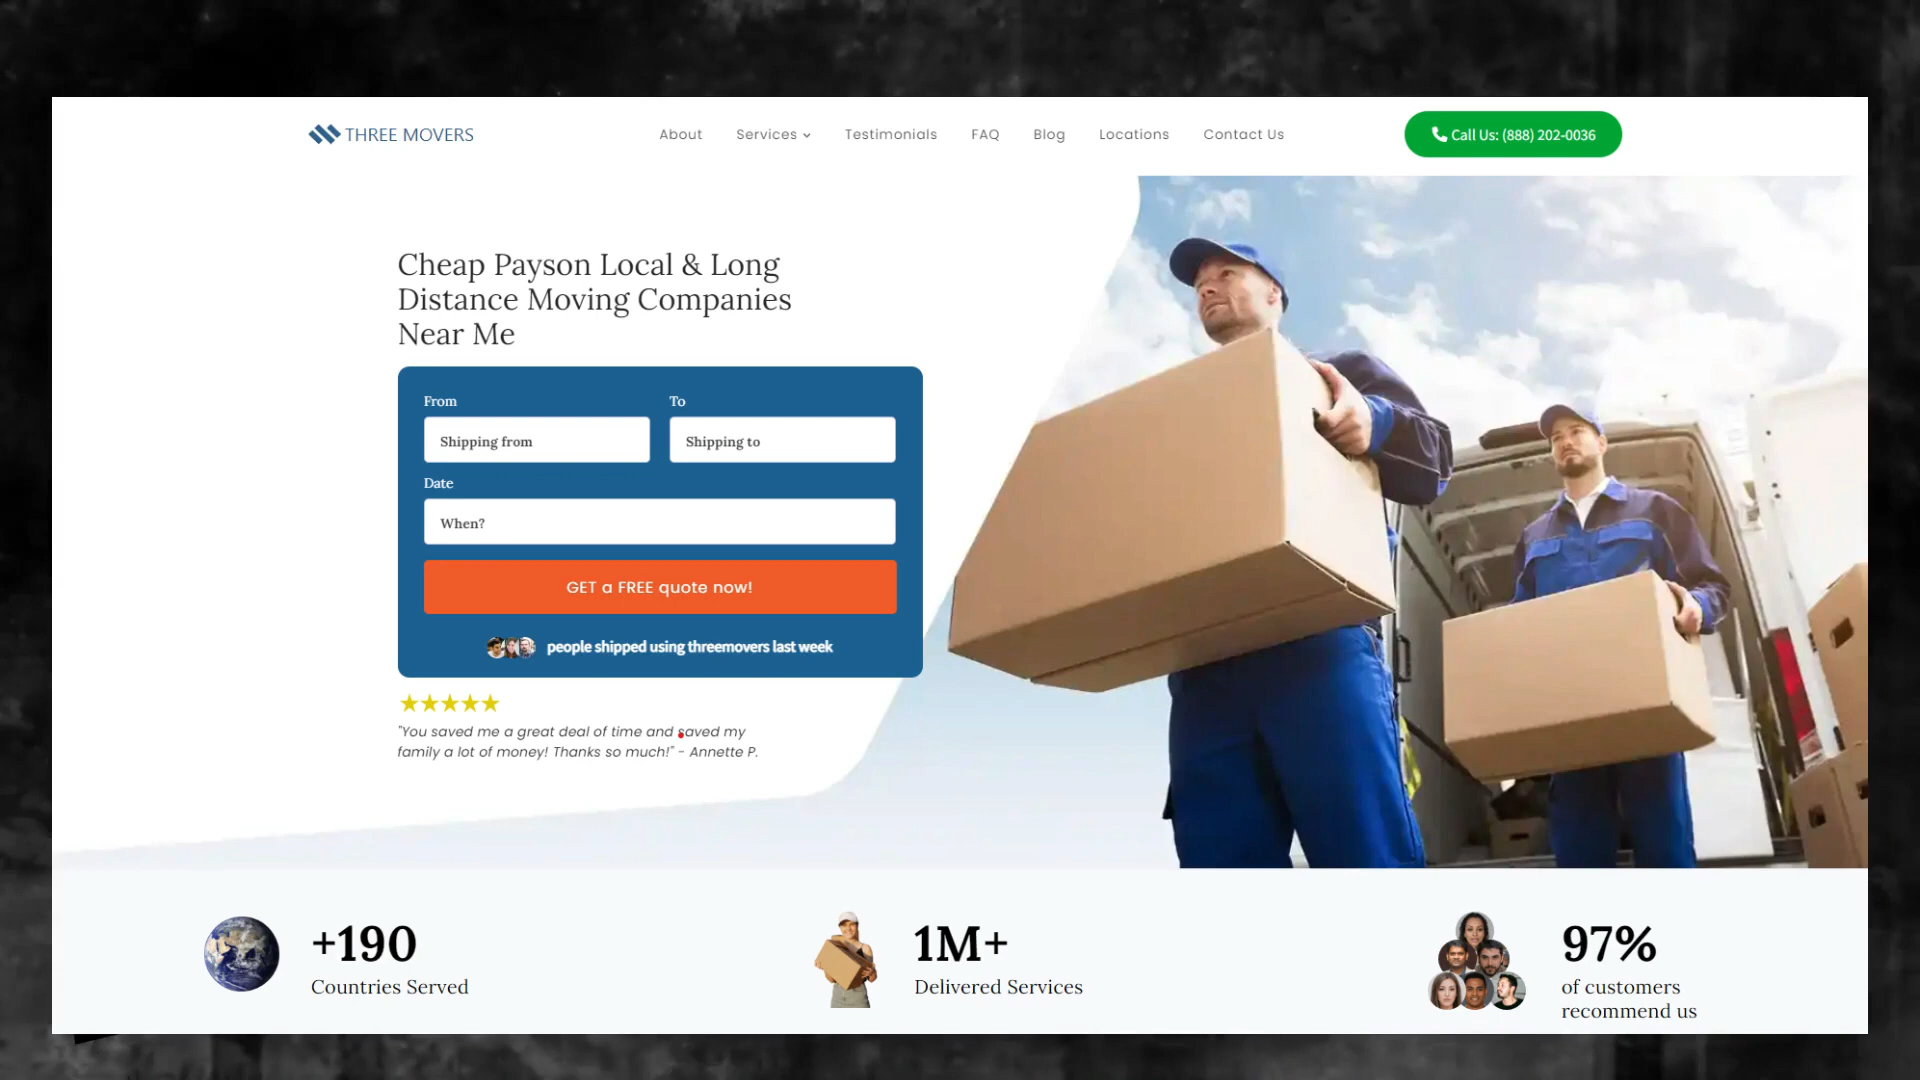 THREE MOVERS
About
Services
Testimonials
FAQ
Blog
Locations
Contact Us
Call Us: (888) 202-0036
Cheap Payson Local & Long
Distance Moving Companies
Near Me
From
To
Shipping from
Shipping to
Date
When?
GET a FREE quote now!
people shipped using threemovers last week
"You saved me a great deal of time and saved my
family a lot of money! Thanks so much!" - Annette P.
+190
Countries Served
1M+
Delivered Services
97%
of customers
recommend us